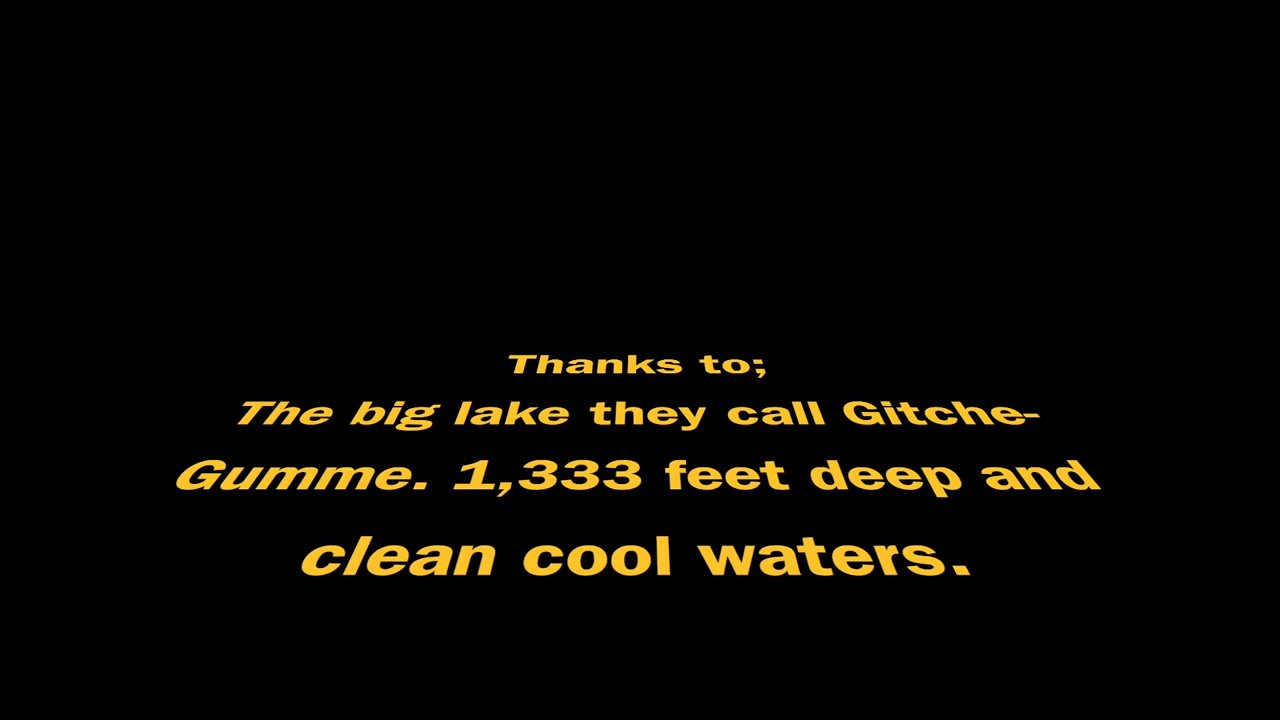 Thanks to;
The big lake they call Gitche-
Gumme. 1,333 feet deep and
clean cool waters.